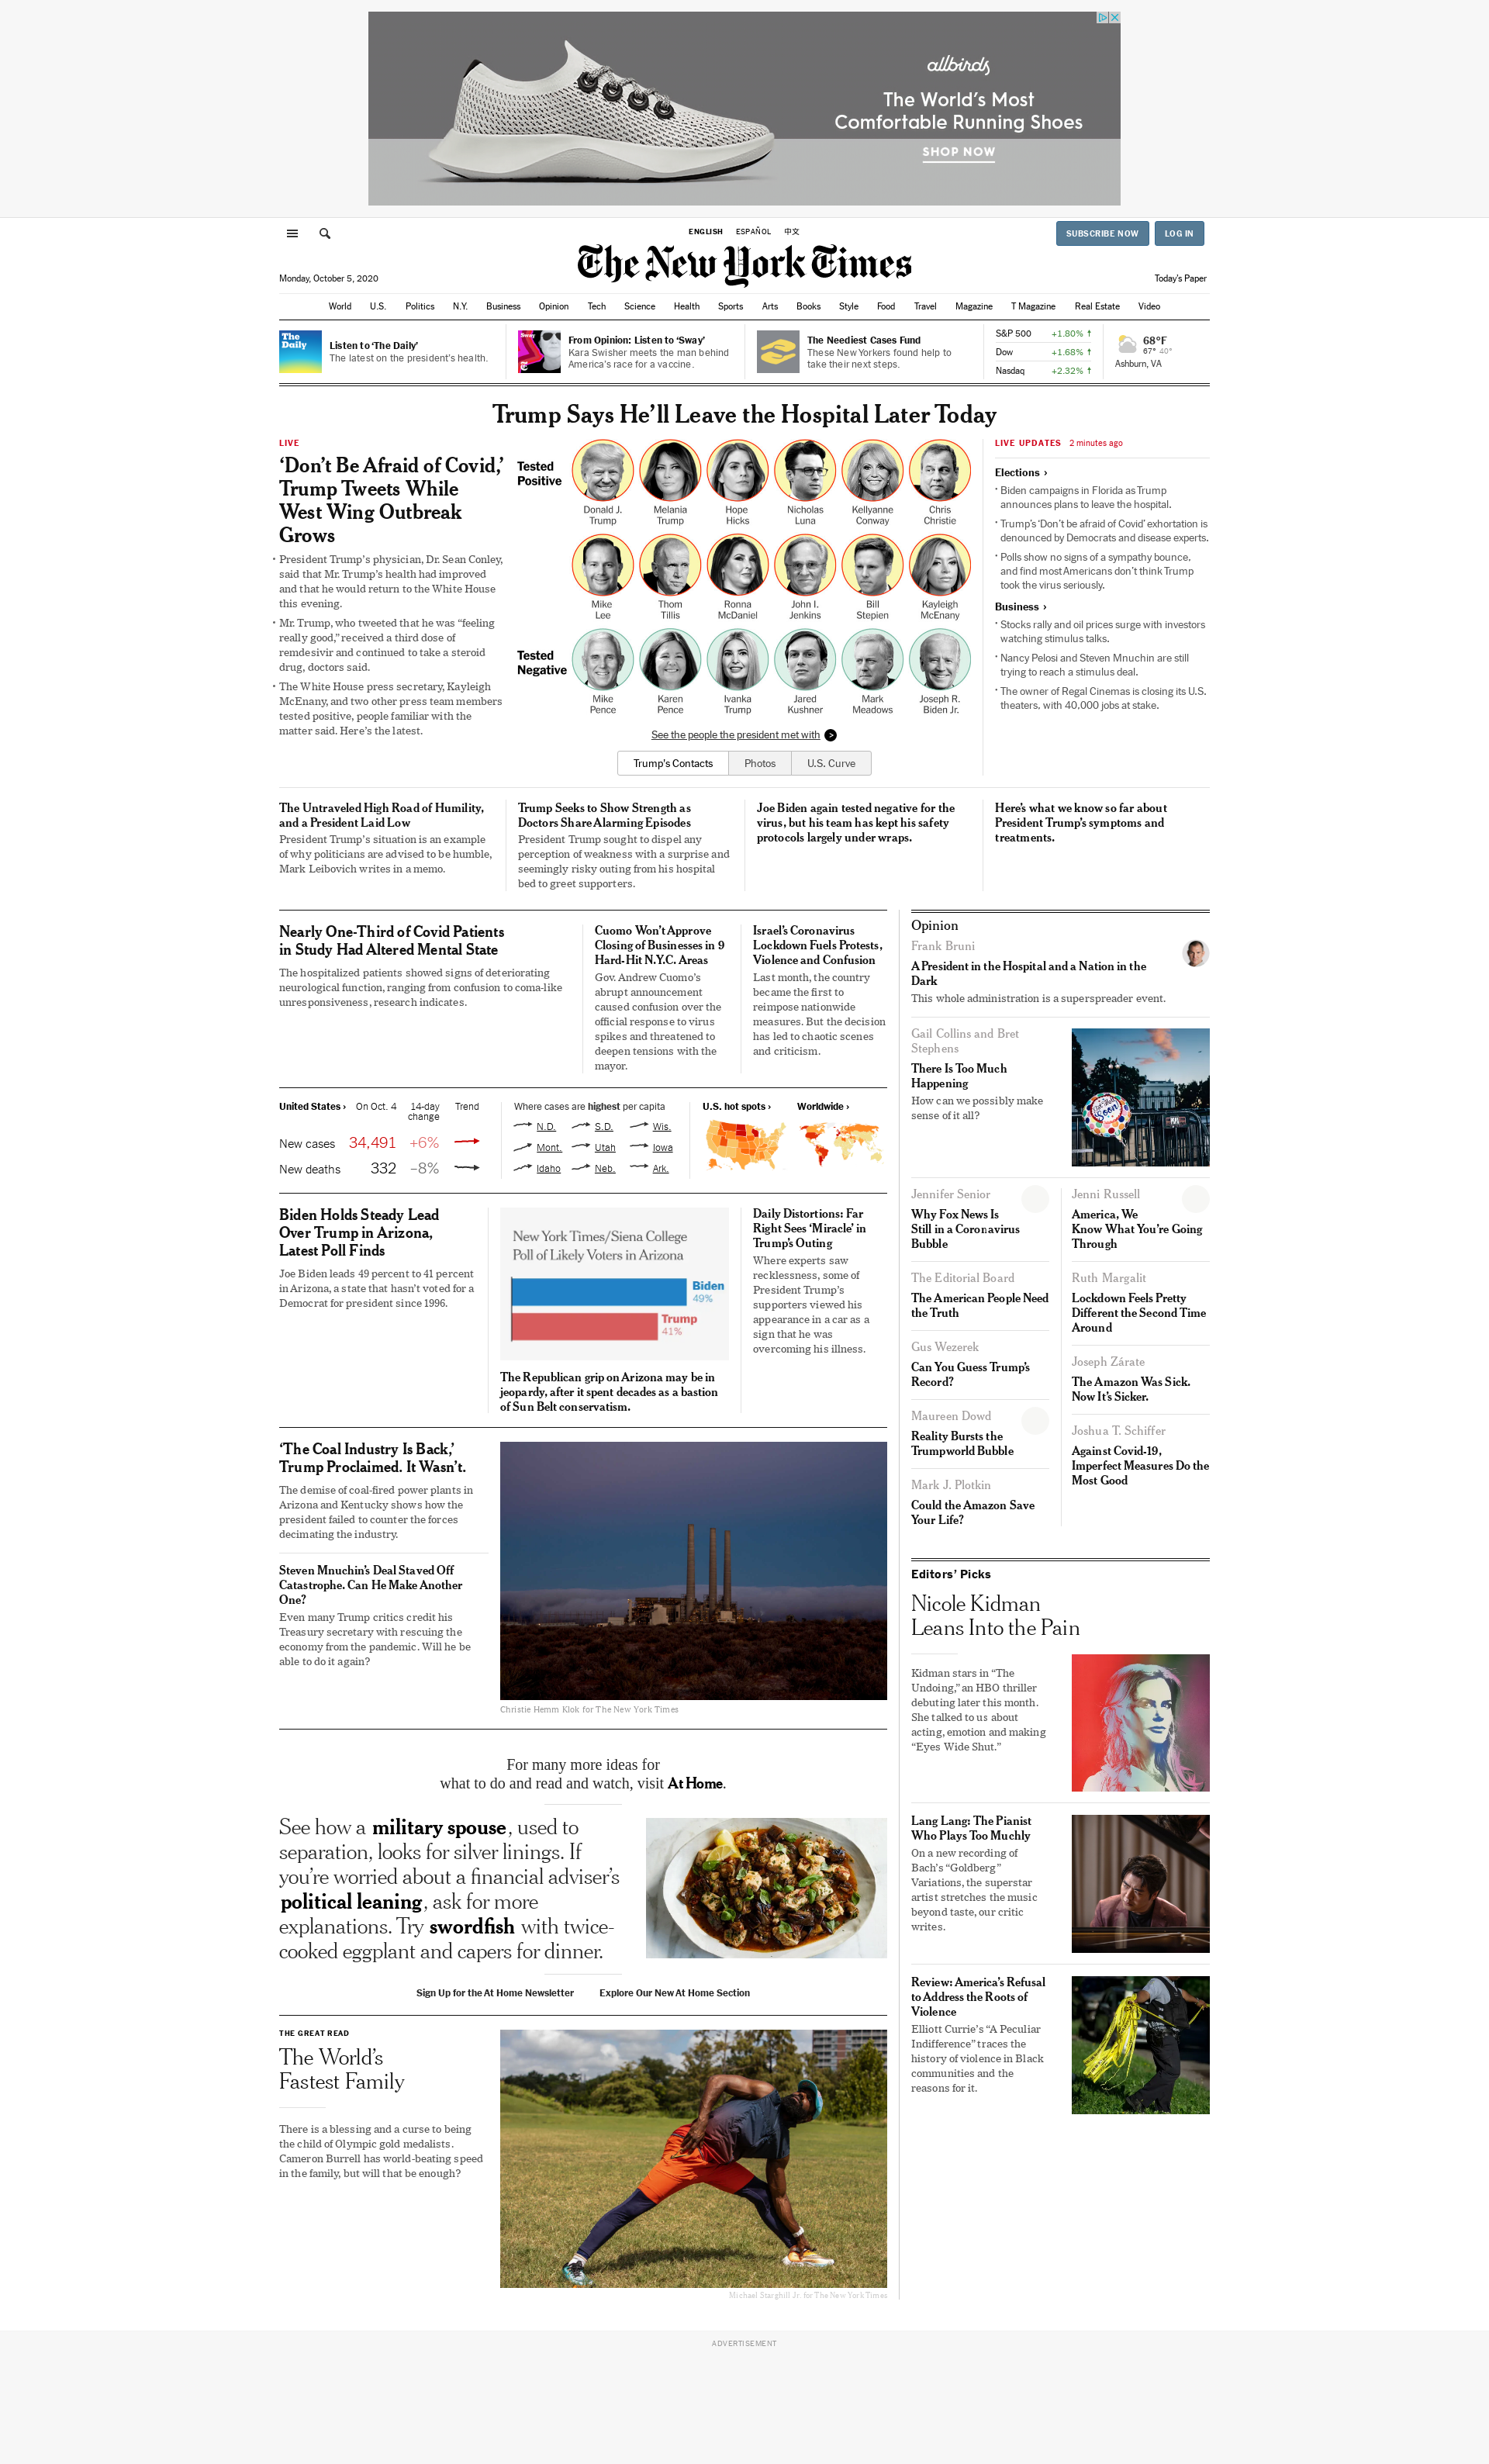 allbirds
The World's Most
Comfortable Running Shoes
SHOP NOW
ENGLISH ESPAÑOL 中文
SUBSCRIBE NOW LOG IN
The New York Times
Monday, October 5, 2020
Today's Paper
World U.S. Politics N.Y. Business Opinion Tech Science Health Sports Arts Books Style Food Travel Magazine T Magazine Real Estate Video
The
Daily
Listen to 'The Daily'
The latest on the president's health.
Sway
From Opinion: Listen to 'Sway'
Kara Swisher meets the man behind
America's race for a vaccine.
The Neediest Cases Fund
These New Yorkers found help to
take their next steps.
S&P 500 +1.80% ↑
Dow +1.68% ↑
Nasdaq +2.32% ↑
68°F
67° 40°
Ashburn, VA
Trump Says He'll Leave the Hospital Later Today
LIVE
'Don't Be Afraid of Covid,'
Trump Tweets While
West Wing Outbreak
Grows
• President Trump's physician, Dr. Sean Conley,
said that Mr. Trump's health had improved
and that he would return to the White House
this evening.
• Mr. Trump, who tweeted that he was "feeling
really good," received a third dose of
remdesivir and continued to take a steroid
drug, doctors said.
• The White House press secretary, Kayleigh
McEnany, and two other press team members
tested positive, people familiar with the
matter said. Here's the latest.
Tested
Positive
Donald J.
Trump
Melania
Trump
Hope
Hicks
Nicholas
Luna
Kellyanne
Conway
Chris
Christie
Mike
Lee
Thom
Tillis
Ronna
McDaniel
John I.
Jenkins
Bill
Stepien
Kayleigh
McEnany
Tested
Negative
Mike
Pence
Karen
Pence
Ivanka
Trump
Jared
Kushner
Mark
Meadows
Joseph R.
Biden Jr.
See the people the president met with >
Trump's Contacts Photos U.S. Curve
LIVE UPDATES 2 minutes ago
Elections ›
• Biden campaigns in Florida as Trump
announces plans to leave the hospital.
• Trump's 'Don't be afraid of Covid' exhortation is
denounced by Democrats and disease experts.
• Polls show no signs of a sympathy bounce,
and find most Americans don't think Trump
took the virus seriously.
Business ›
• Stocks rally and oil prices surge with investors
watching stimulus talks.
• Nancy Pelosi and Steven Mnuchin are still
trying to reach a stimulus deal.
• The owner of Regal Cinemas is closing its U.S.
theaters, with 40,000 jobs at stake.
The Untraveled High Road of Humility,
and a President Laid Low
President Trump's situation is an example
of why politicians are advised to be humble,
Mark Leibovich writes in a memo.
Trump Seeks to Show Strength as
Doctors Share Alarming Episodes
President Trump sought to dispel any
perception of weakness with a surprise and
seemingly risky outing from his hospital
bed to greet supporters.
Joe Biden again tested negative for the
virus, but his team has kept his safety
protocols largely under wraps.
Here's what we know so far about
President Trump's symptoms and
treatments.
Nearly One-Third of Covid Patients
in Study Had Altered Mental State
The hospitalized patients showed signs of deteriorating
neurological function, ranging from confusion to coma-like
unresponsiveness, research indicates.
Cuomo Won't Approve
Closing of Businesses in 9
Hard-Hit N.Y.C. Areas
Gov. Andrew Cuomo's
abrupt announcement
caused confusion over the
official response to virus
spikes and threatened to
deepen tensions with the
mayor.
Israel's Coronavirus
Lockdown Fuels Protests,
Violence and Confusion
Last month, the country
became the first to
reimpose nationwide
measures. But the decision
has led to chaotic scenes
and criticism.
United States › On Oct. 4 14-day
change Trend
New cases 34,491 +6%
New deaths 332 –8%
Where cases are highest per capita
N.D. S.D. Wis.
Mont. Utah Iowa
Idaho Neb. Ark.
U.S. hot spots › Worldwide ›
Biden Holds Steady Lead
Over Trump in Arizona,
Latest Poll Finds
Joe Biden leads 49 percent to 41 percent
in Arizona, a state that hasn't voted for a
Democrat for president since 1996.
New York Times/Siena College
Poll of Likely Voters in Arizona
Biden
49%
Trump
41%
The Republican grip on Arizona may be in
jeopardy, after it spent decades as a bastion
of Sun Belt conservatism.
Daily Distortions: Far
Right Sees 'Miracle' in
Trump's Outing
Where experts saw
recklessness, some of
President Trump's
supporters viewed his
appearance in a car as a
sign that he was
overcoming his illness.
'The Coal Industry Is Back,'
Trump Proclaimed. It Wasn't.
The demise of coal-fired power plants in
Arizona and Kentucky shows how the
president failed to counter the forces
decimating the industry.
Steven Mnuchin's Deal Staved Off
Catastrophe. Can He Make Another
One?
Even many Trump critics credit his
Treasury secretary with rescuing the
economy from the pandemic. Will he be
able to do it again?
Christie Hemm Klok for The New York Times
For many more ideas for
what to do and read and watch, visit At Home.
See how a military spouse, used to
separation, looks for silver linings. If
you're worried about a financial adviser's
political leaning, ask for more
explanations. Try swordfish with twice-
cooked eggplant and capers for dinner.
Sign Up for the At Home Newsletter Explore Our New At Home Section
THE GREAT READ
The World's
Fastest Family
There is a blessing and a curse to being
the child of Olympic gold medalists.
Cameron Burrell has world-beating speed
in the family, but will that be enough?
Michael Starghill Jr. for The New York Times
Opinion
Frank Bruni
A President in the Hospital and a Nation in the
Dark
This whole administration is a superspreader event.
Gail Collins and Bret
Stephens
There Is Too Much
Happening
How can we possibly make
sense of it all?
Jennifer Senior
Why Fox News Is
Still in a Coronavirus
Bubble
The Editorial Board
The American People Need
the Truth
Gus Wezerek
Can You Guess Trump's
Record?
Maureen Dowd
Reality Bursts the
Trumpworld Bubble
Mark J. Plotkin
Could the Amazon Save
Your Life?
Jenni Russell
America, We
Know What You're Going
Through
Ruth Margalit
Lockdown Feels Pretty
Different the Second Time
Around
Joseph Zárate
The Amazon Was Sick.
Now It's Sicker.
Joshua T. Schiffer
Against Covid-19,
Imperfect Measures Do the
Most Good
Editors' Picks
Nicole Kidman
Leans Into the Pain
Kidman stars in "The
Undoing," an HBO thriller
debuting later this month.
She talked to us about
acting, emotion and making
"Eyes Wide Shut."
Lang Lang: The Pianist
Who Plays Too Muchly
On a new recording of
Bach's "Goldberg"
Variations, the superstar
artist stretches the music
beyond taste, our critic
writes.
Review: America's Refusal
to Address the Roots of
Violence
Elliott Currie's "A Peculiar
Indifference" traces the
history of violence in Black
communities and the
reasons for it.
ADVERTISEMENT